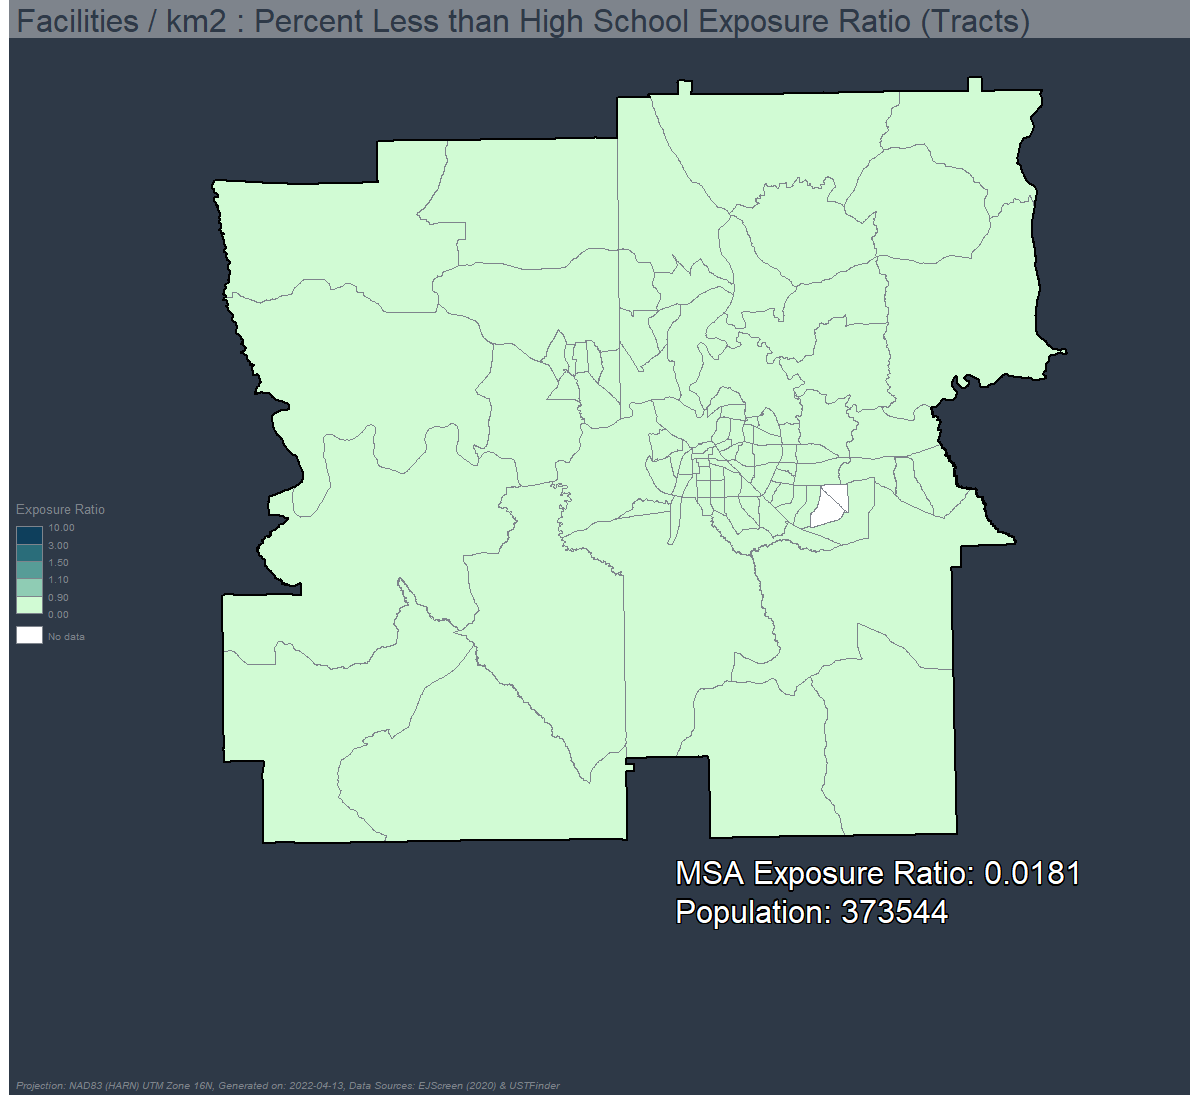 Facilities / km2 : Percent Less than High School Exposure Ratio (Tracts)
Exposure Ratio
10.00
3.00
1.50
1.10
0.90
0.00
No data
MSA Exposure Ratio: 0.0181
Population: 373544
Projection: NAD83 (HARN) UTM Zone 16N, Generated on: 2022-04-13, Data Sources: EJScreen (2020) & USTFinder